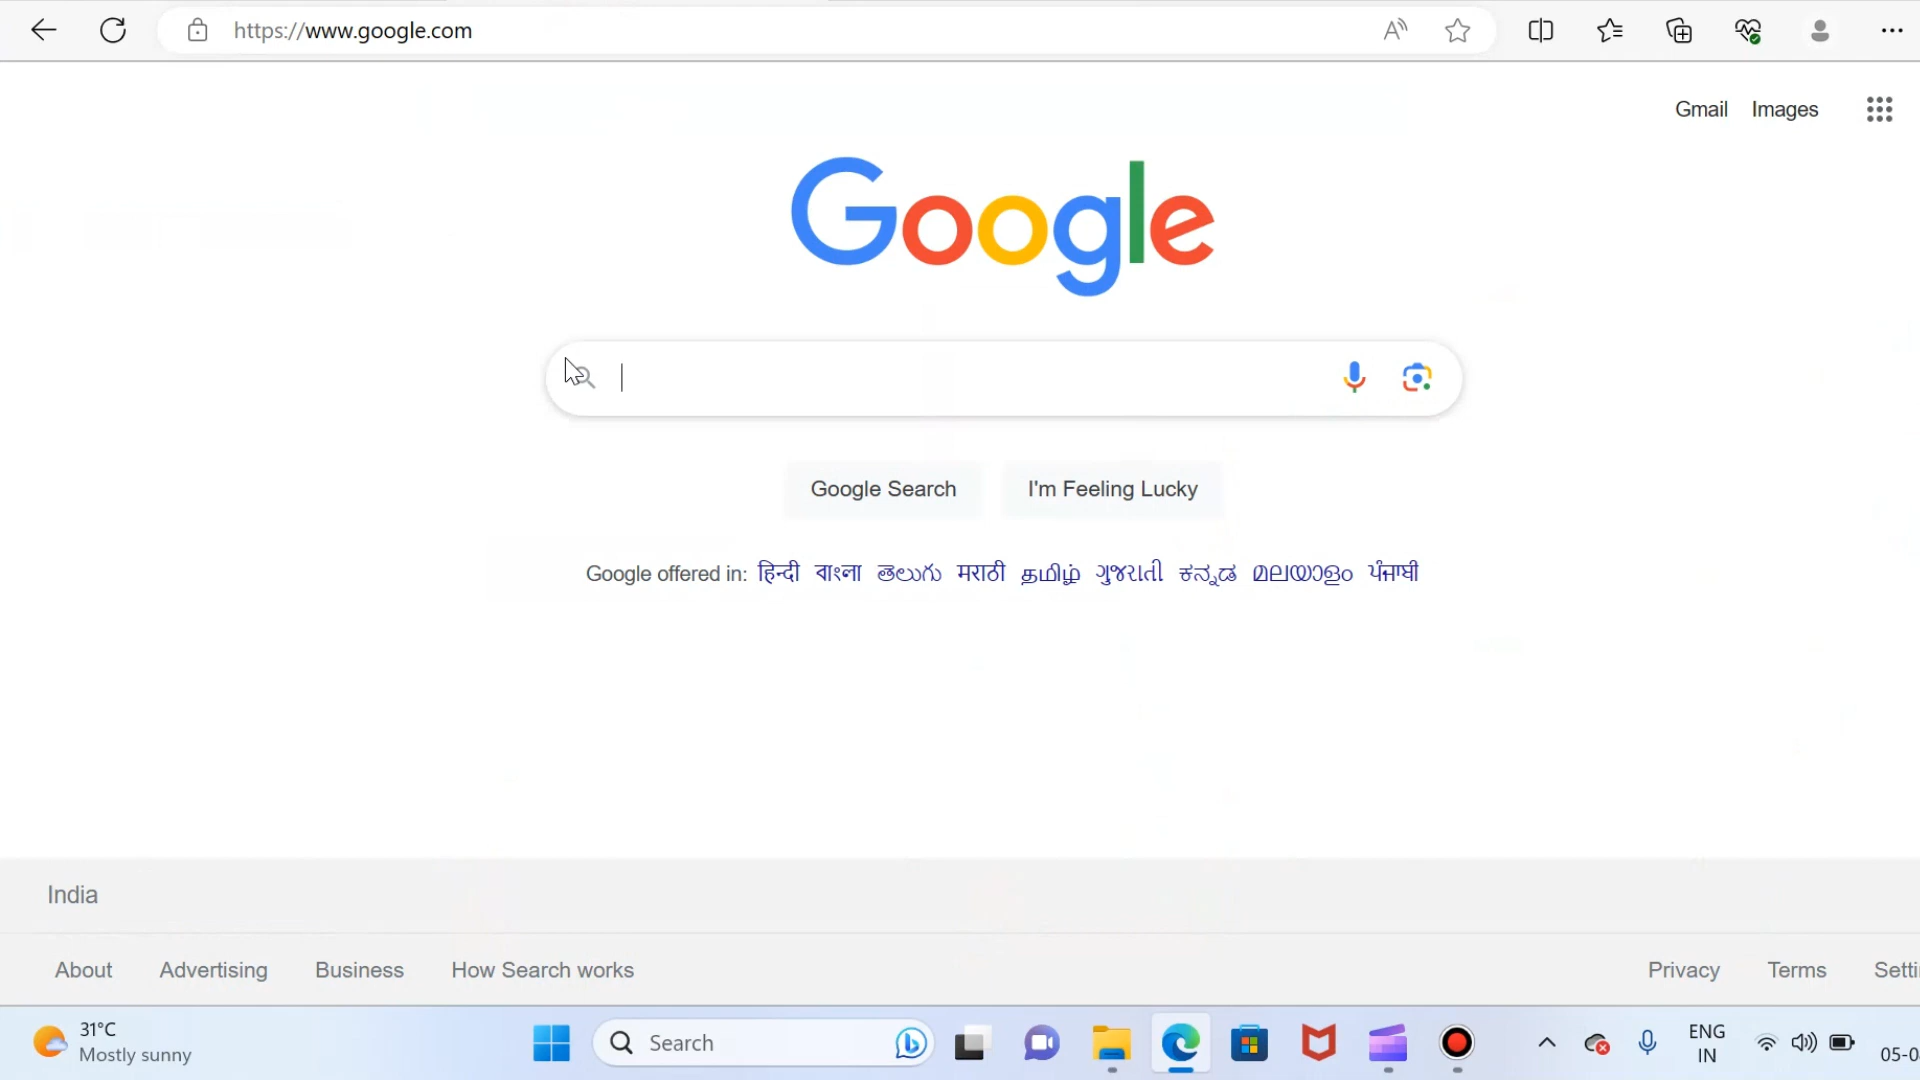 https://www.google.com
Gmail Images
Google
Google Search I'm Feeling Lucky
Google offered in: हिन्दी বাংলা తెలుగు मराठी தமிழ் ગુજરાતી ಕನ್ನಡ മലയാളം ਪੰਜਾਬੀ
India
About Advertising Business How Search works Privacy Terms Setti
31°C
Mostly sunny
Search
ENG
IN
05-0